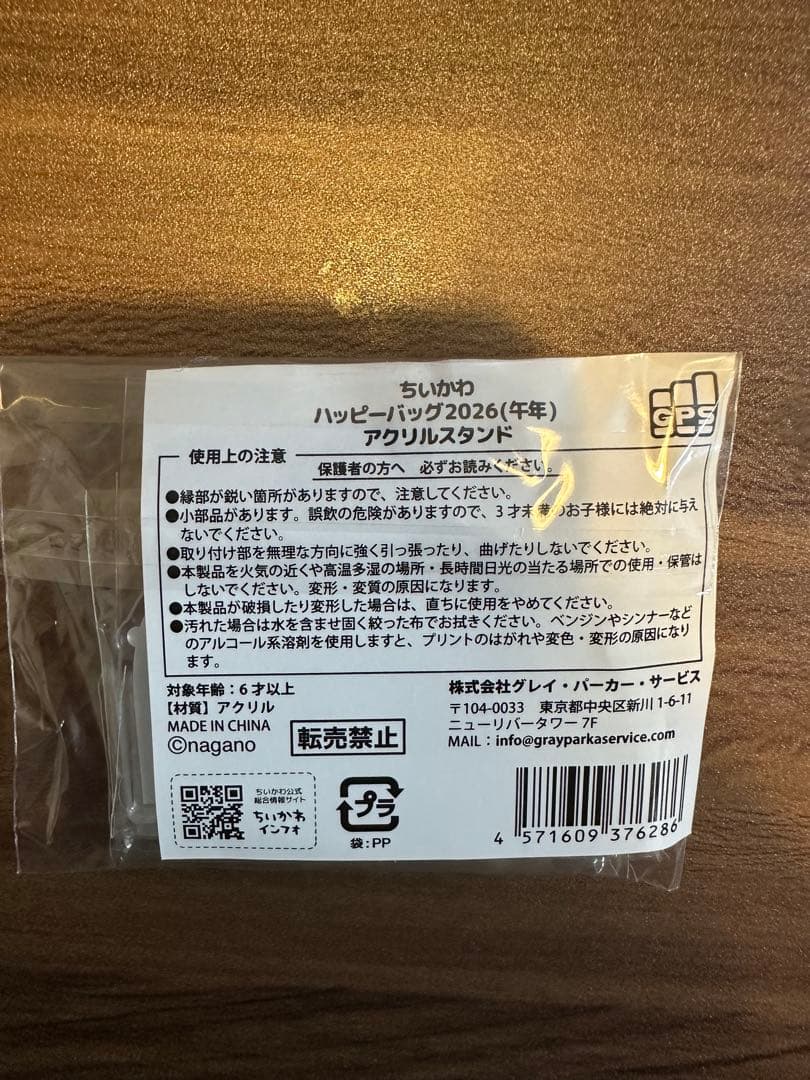 ちいかわ
ハッピーバッグ2026(午年)
アクリルスタンド
GPS
使用上の注意
保護者の方へ 必ずお読みください。
●縁部が鋭い箇所がありますので、注意してください。
●小部品があります。誤飲の危険がありますので、3才未満のお子様には絶対に与え
ないでください。
●取り付け部を無理な方向に強く引っ張ったり、曲げたりしないでください。
●本製品を火気の近くや高温多湿の場所・長時間日光の当たる場所での使用・保管は
しないでください。変形・変質の原因になります。
●本製品が破損したり変形した場合は、直ちに使用をやめてください。
●汚れた場合は水を含ませ固く絞った布でお拭きください。ベンジンやシンナーなど
のアルコール系溶剤を使用しますと、プリントのはがれや変色・変形の原因になり
ます。
対象年齢:6才以上
【材質】アクリル
MADE IN CHINA
©nagano
転売禁止
株式会社グレイ・パーカー・サービス
〒104-0033 東京都中央区新川1-6-11
ニューリバータワー7F
MAIL:info@grayparkaservice.com
ちいかわ公式
総合情報サイト
ちいかわ
インフォ
プラ
袋:PP
4 571609 376286